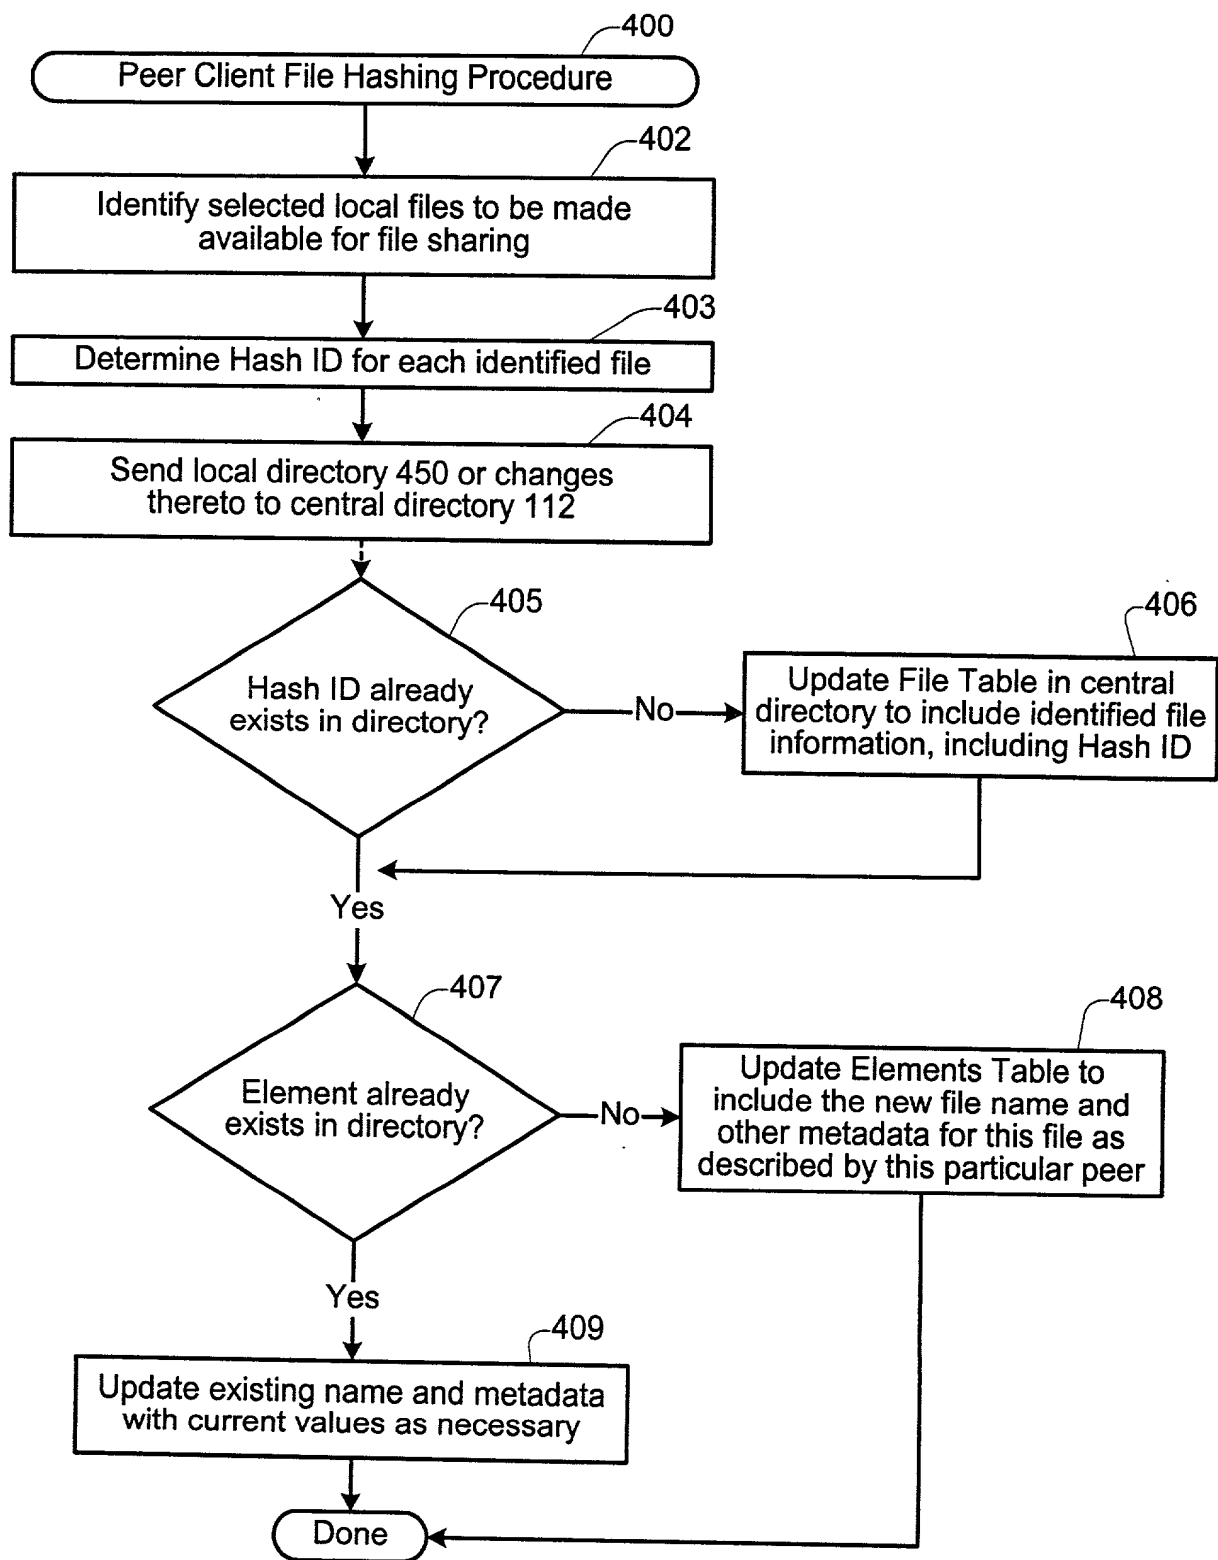 400
Peer Client File Hashing Procedure
402
Identify selected local files to be made
available for file sharing
403
Determine Hash ID for each identified file
404
Send local directory 450 or changes
thereto to central directory 112
405
Hash ID already
exists in directory?
No
406
Update File Table in central
directory to include identified file
information, including Hash ID
Yes
407
Element already
exists in directory?
No
408
Update Elements Table to
include the new file name and
other metadata for this file as
described by this particular peer
Yes
409
Update existing name and metadata
with current values as necessary
Done